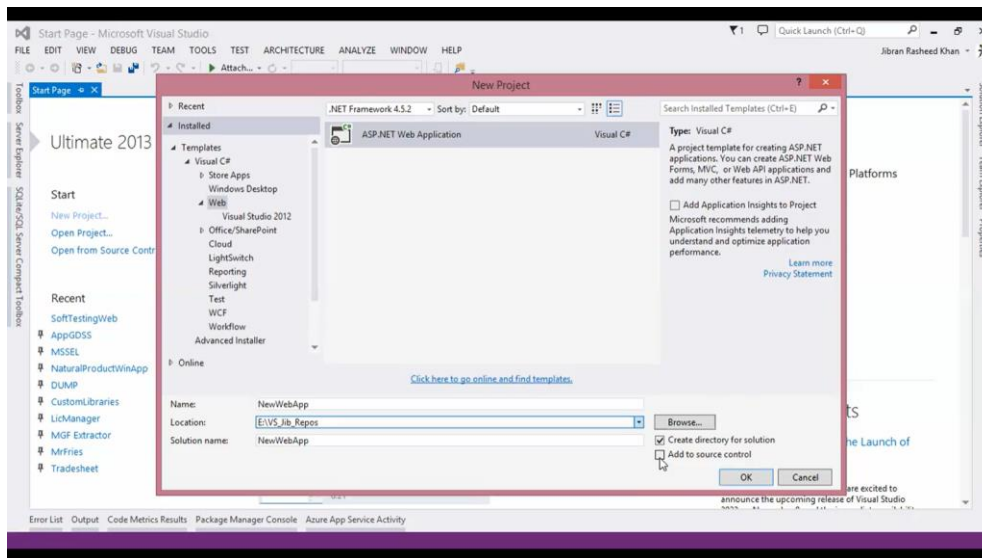 Start Page - Microsoft Visual Studio
1
Quick Launch (Ctrl+Q)
FILE EDIT VIEW DEBUG TEAM TOOLS TEST ARCHITECTURE ANALYZE WINDOW HELP
Jibran Rasheed Khan
Attach...
Start Page
Toolbox
Server Explorer
SQLite/SQL Server Compact Toolbox
Ultimate 2013
Start
New Project...
Open Project...
Open from Source Contr
Recent
SoftTestingWeb
AppGDSS
MSSEL
NaturalProductWinApp
DUMP
CustomLibraries
LicManager
MGF Extractor
MrFries
Tradesheet
New Project
Recent
Installed
Templates
Visual C#
Store Apps
Windows Desktop
Web
Visual Studio 2012
Office/SharePoint
Cloud
LightSwitch
Reporting
Silverlight
Test
WCF
Workflow
Advanced Installer
Online
.NET Framework 4.5.2 Sort by: Default
ASP.NET Web Application Visual C#
Click here to go online and find templates.
Search Installed Templates (Ctrl+E)
Type: Visual C#
A project template for creating ASP.NET
applications. You can create ASP.NET Web
Forms, MVC, or Web API applications and
add many other features in ASP.NET.
Add Application Insights to Project
Microsoft recommends adding
Application Insights telemetry to help you
understand and optimize application
performance.
Learn more
Privacy Statement
Name: NewWebApp
Location: E:\VS_Jib_Repos
Browse...
Solution name: NewWebApp
Create directory for solution
Add to source control
OK Cancel
Platforms
ts
he Launch of
are excited to
announce the upcoming release of Visual Studio
Error List Output Code Metrics Results Package Manager Console Azure App Service Activity